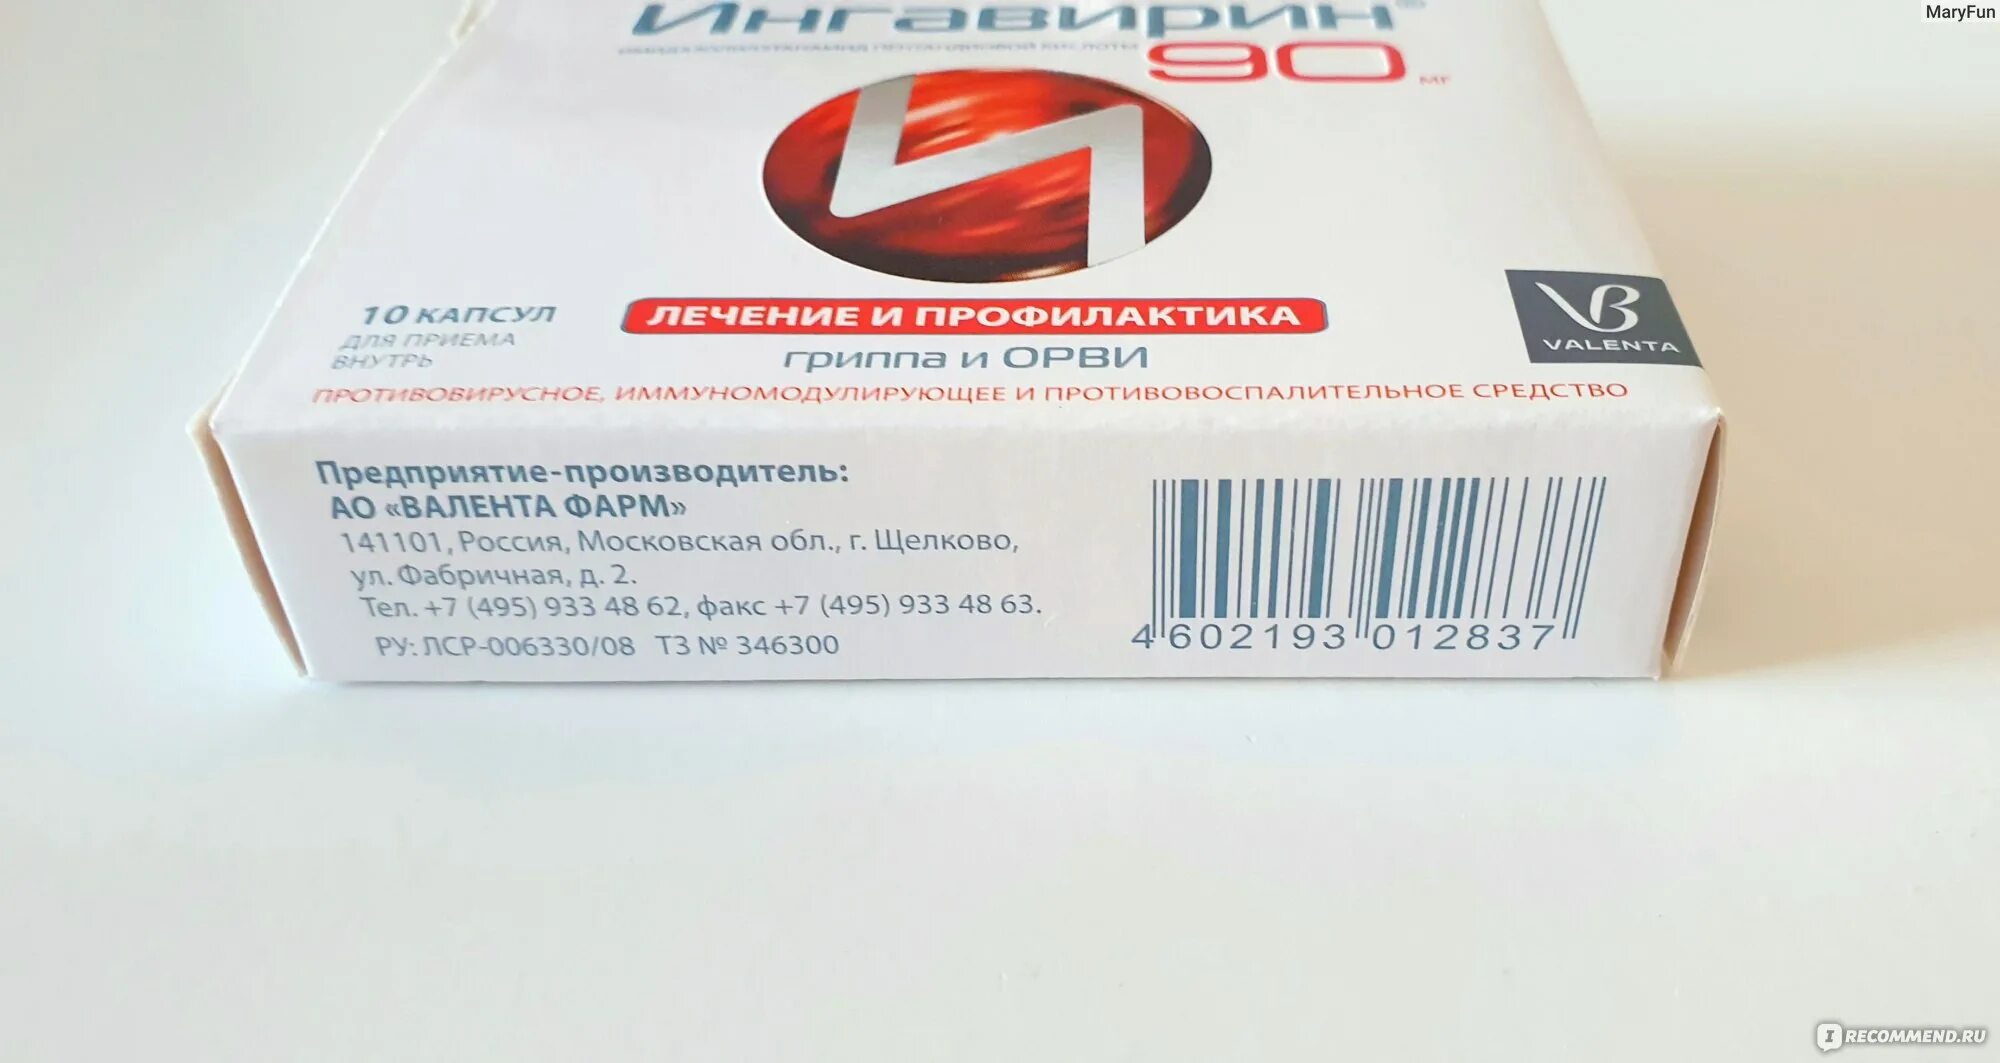 MaryFun
Ингавирин®
90 мг
10 КАПСУЛ
ДЛЯ ПРИЕМА
ВНУТРЬ
ЛЕЧЕНИЕ И ПРОФИЛАКТИКА
гриппа и ОРВИ
VALENTA
ПРОТИВОВИРУСНОЕ, ИММУНОМОДУЛИРУЮЩЕЕ И ПРОТИВОВОСПАЛИТЕЛЬНОЕ СРЕДСТВО
Предприятие-производитель:
АО «ВАЛЕНТА ФАРМ»
141101, Россия, Московская обл., г. Щелково,
ул. Фабричная, д. 2.
Тел. +7 (495) 933 48 62, факс +7 (495) 933 48 63.
РУ: ЛСР-006330/08 ТЗ № 346300
4 602193 012837
IRECOMMEND.RU